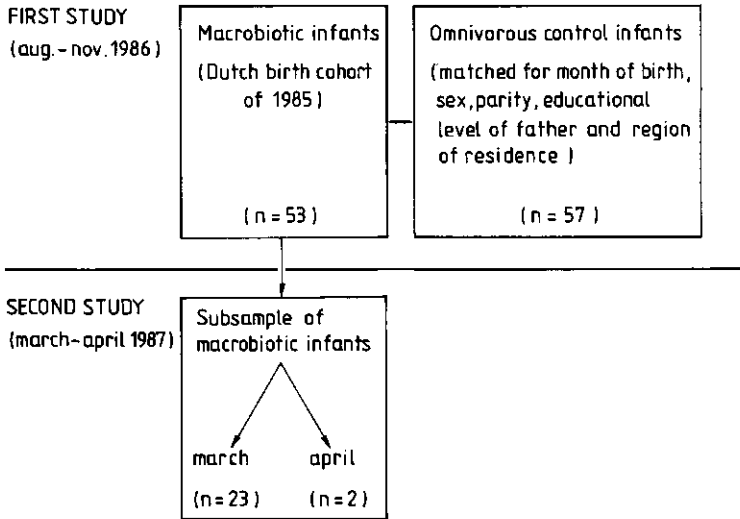 FIRST STUDY
(aug.-nov. 1986)
Macrobiotic infants
(Dutch birth cohort
of 1985)
(n=53)
Omnivorous control infants
(matched for month of birth,
sex, parity, educational
level of father and region
of residence)
(n=57)
SECOND STUDY
(march-april 1987)
Subsample of
macrobiotic infants
march april
(n=23) (n=2)